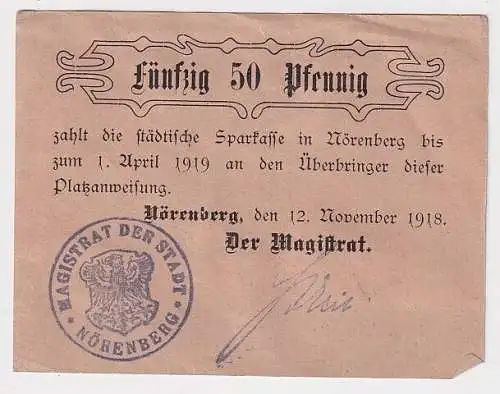 Fünfzig 50 Pfennig
zahlt die städtische Sparkasse in Nörenberg bis
zum 1. April 1919 an den Überbringer dieser
Platzanweisung.
Nörenberg, den 12. November 1918.
Der Magistrat.
MAGISTRAT DER STADT
* NÖRENBERG *